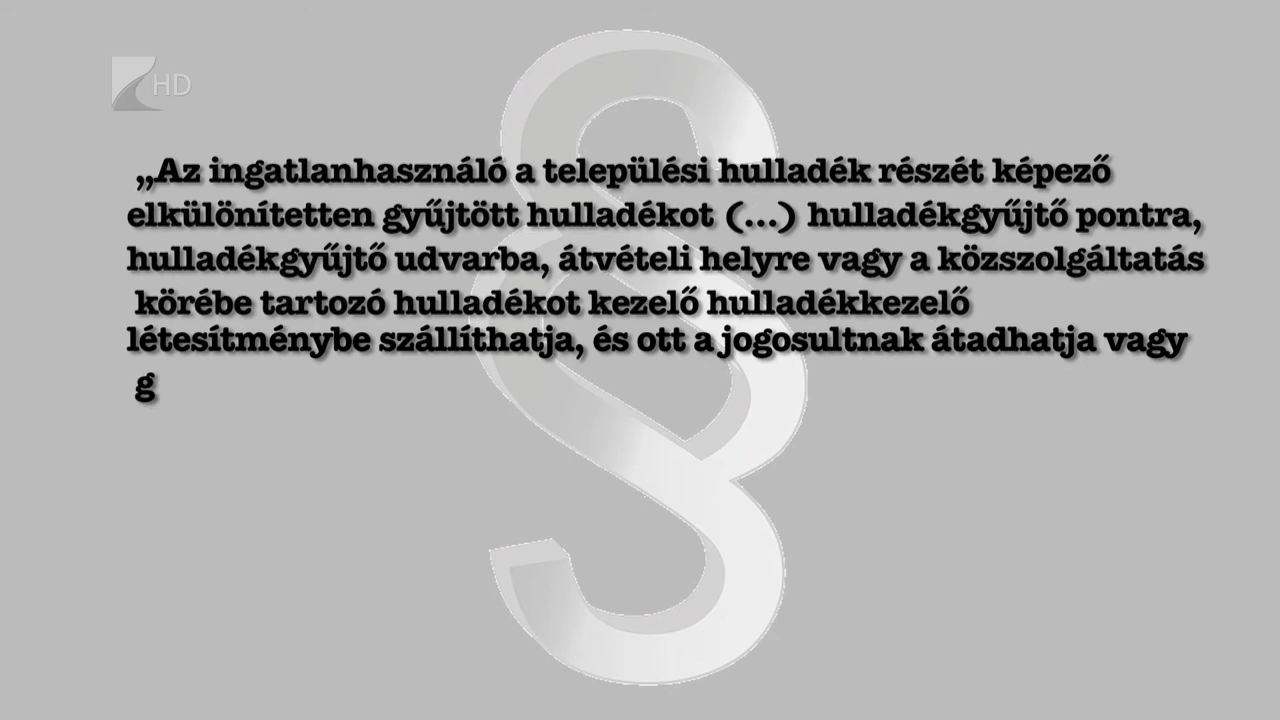 HD
„Az ingatlanhasználó a települési hulladék részét képező
elkülönítetten gyűjtött hulladékot (...) hulladékgyűjtő pontra,
hulladékgyűjtő udvarba, átvételi helyre vagy a közszolgáltatás
körébe tartozó hulladékot kezelő hulladékkezelő
létesítménybe szállíthatja, és ott a jogosultnak átadhatja vagy
g